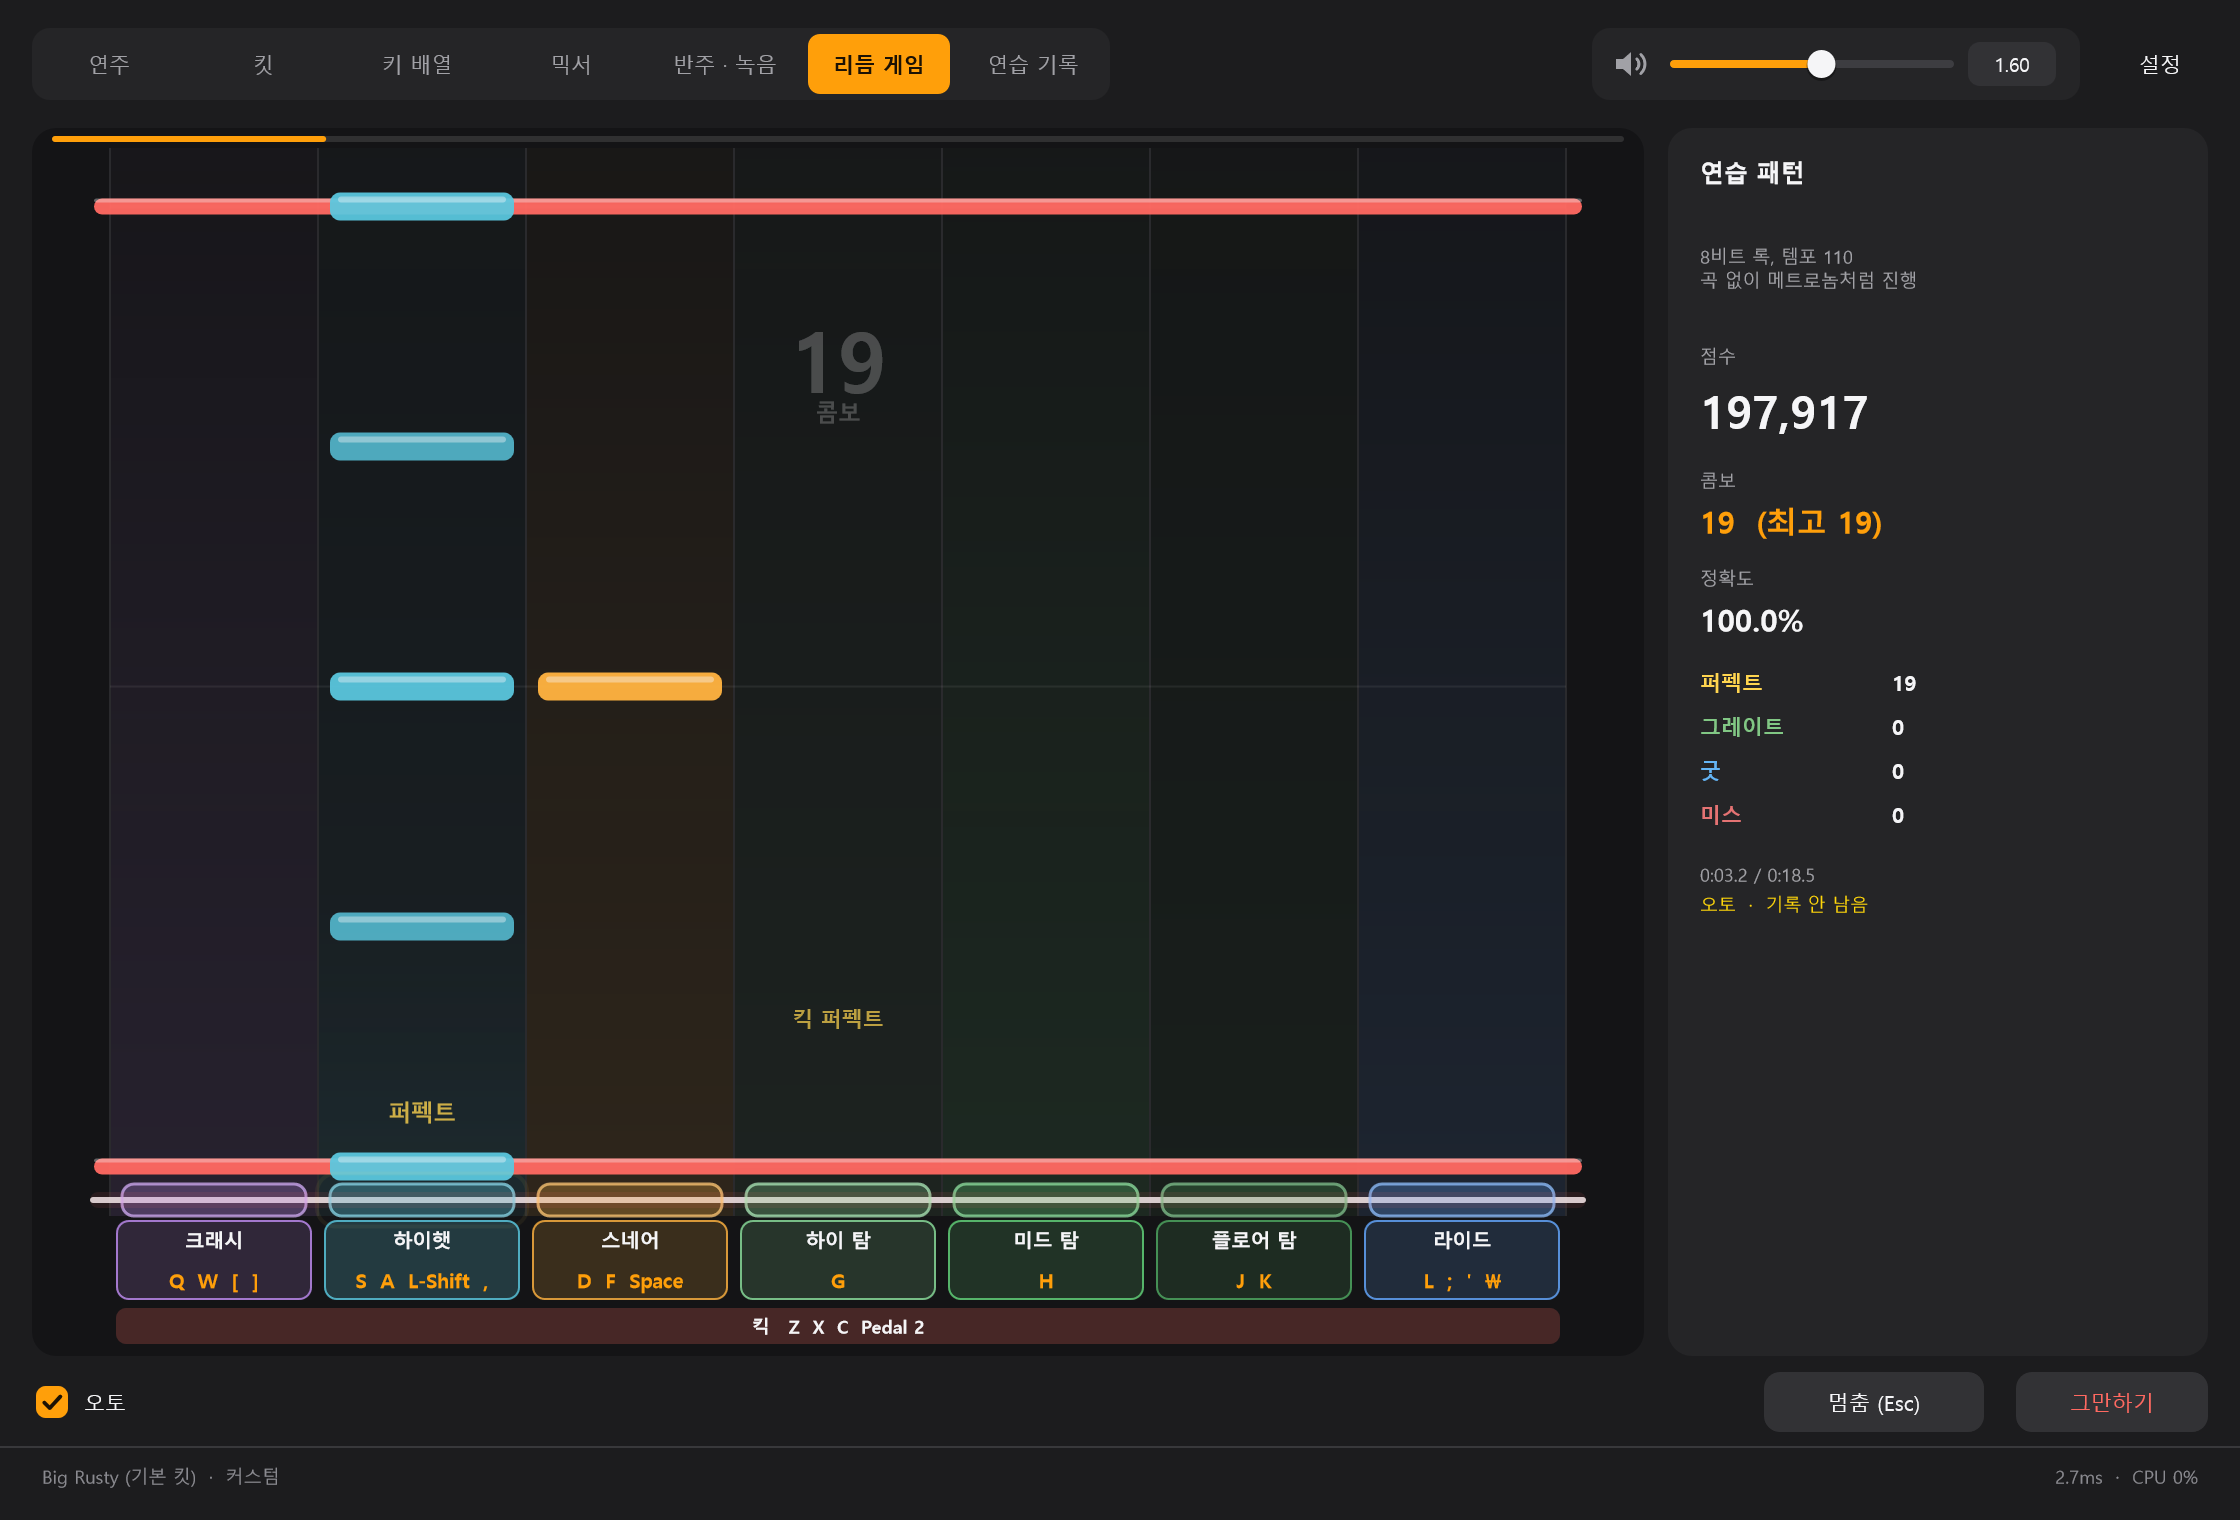 연주 킷 키 배열 믹서 반주 · 녹음 리듬 게임 연습 기록 1.60 설정
연습 패턴
8비트 록, 템포 110
곡 없이 메트로놈처럼 진행
19
콤보
점수
197,917
콤보
19 (최고 19)
정확도
100.0%
퍼펙트 19
그레이트 0
굿 0
미스 0
0:03.2 / 0:18.5
오토 · 기록 안 남음
킥 퍼펙트
퍼펙트
크래시 하이햇 스네어 하이 탐 미드 탐 플로어 탐 라이드
Q W [ ] S A L-Shift , D F Space G H J K L ; ' ₩
킥 Z X C Pedal 2
오토 멈춤 (Esc) 그만하기
Big Rusty (기본 킷) · 커스텀 2.7ms · CPU 0%